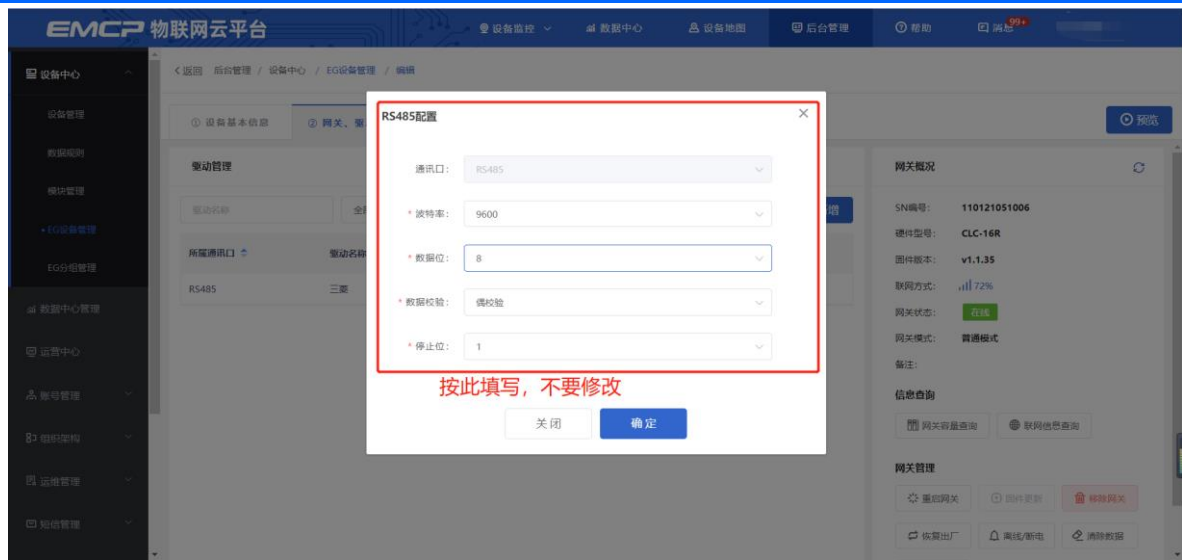 EMCP 物联网云平台
设备监控
数据中心
设备地图
后台管理
帮助
消息
99+
设备中心
设备管理
数据规则
模块管理
EG设备管理
EG分组管理
数据中心管理
运营中心
账号管理
组织架构
运维管理
短信管理
返回 后台管理 / 设备中心 / EG设备管理 / 编辑
① 设备基本信息
② 网关、驱
预览
驱动管理
驱动名称
全部
增
所属通讯口
驱动名称
RS485
三菱
RS485配置
通讯口：
RS485
* 波特率：
9600
* 数据位：
8
* 数据校验：
偶校验
* 停止位：
1
按此填写，不要修改
关闭
确定
网关概况
SN编号：
110121051006
硬件型号：
CLC-16R
固件版本：
v1.1.35
联网方式：
72%
网关状态：
在线
网关模式：
普通模式
备注：
信息查询
网关容量查询
联网信息查询
网关管理
重启网关
固件更新
移除网关
恢复出厂
离线/断电
清除数据